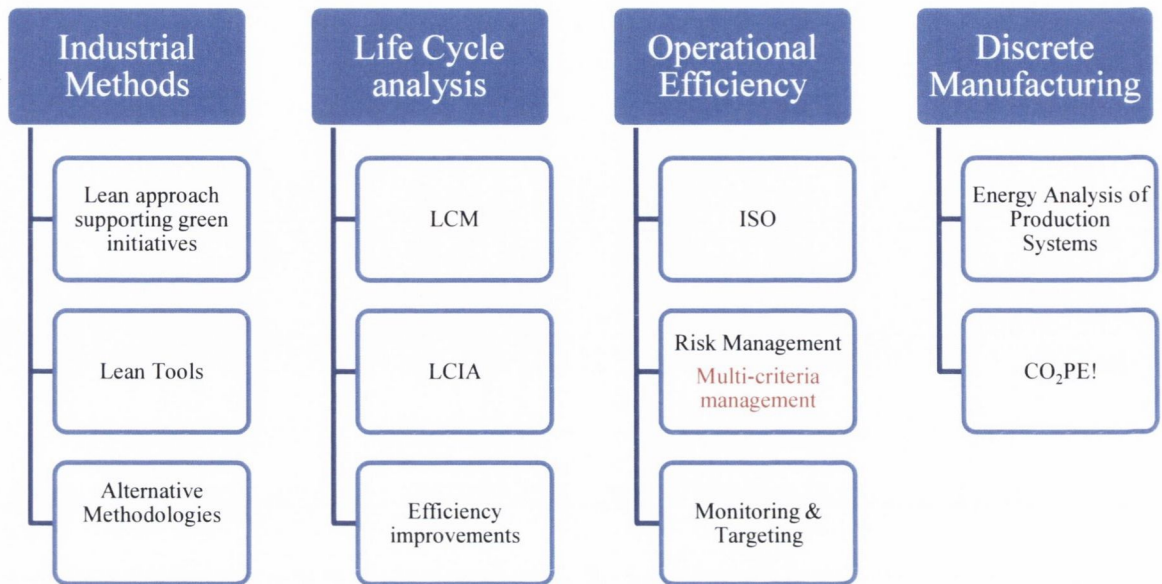 Industrial
Methods
Lean approach
supporting green
initiatives
Lean Tools
Alternative
Methodologies
Life Cycle
analysis
LCM
LCIA
Efficiency
improvements
Operational
Efficiency
ISO
Risk Management
Multi-criteria
management
Monitoring &
Targeting
Discrete
Manufacturing
Energy Analysis of
Production
Systems
CO₂PE!